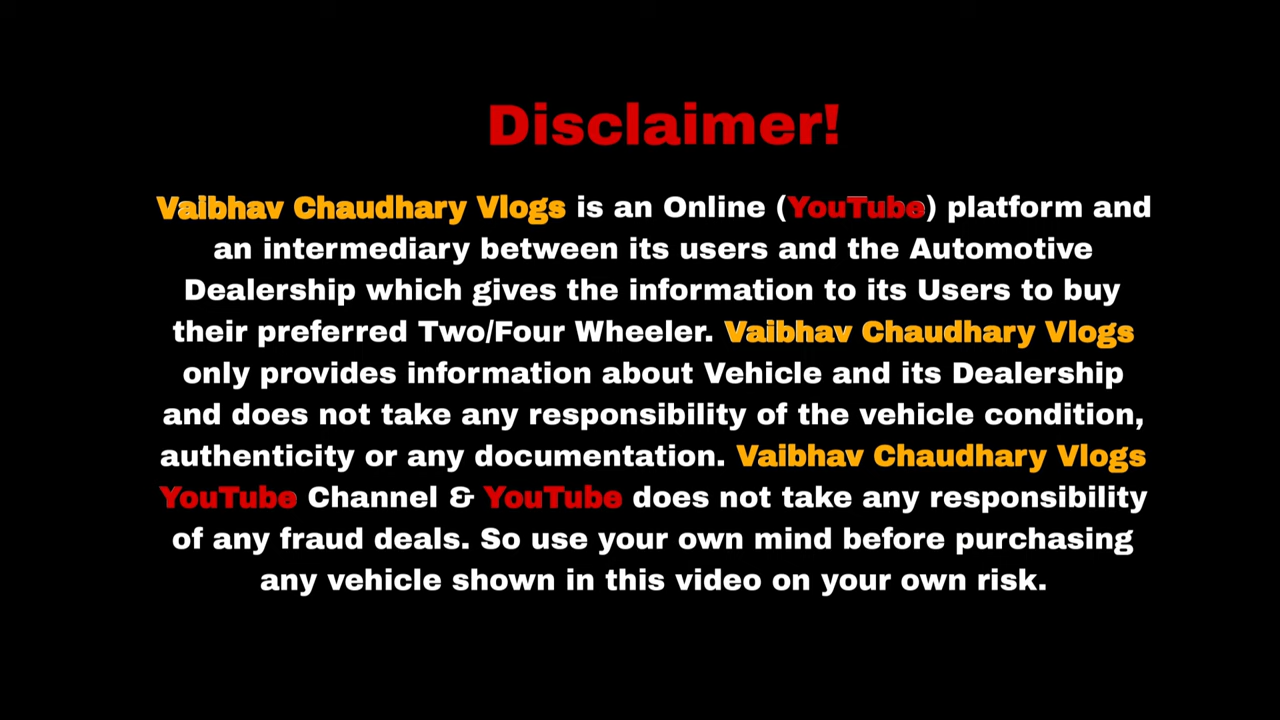 Disclaimer!
Vaibhav Chaudhary Vlogs is an Online (YouTube) platform and
an intermediary between its users and the Automotive
Dealership which gives the information to its Users to buy
their preferred Two/Four Wheeler. Vaibhav Chaudhary Vlogs
only provides information about Vehicle and its Dealership
and does not take any responsibility of the vehicle condition,
authenticity or any documentation. Vaibhav Chaudhary Vlogs
YouTube Channel & YouTube does not take any responsibility
of any fraud deals. So use your own mind before purchasing
any vehicle shown in this video on your own risk.